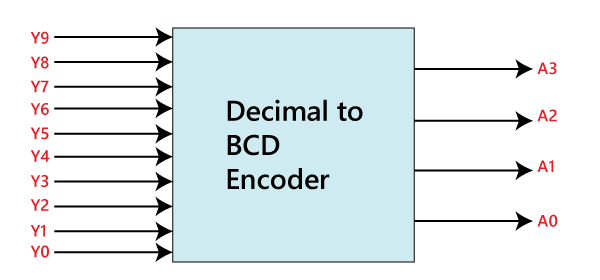 Y9
Y8
Y7
Y6
Y5
Y4
Y3
Y2
Y1
Y0
Decimal to
BCD
Encoder
A3
A2
A1
A0